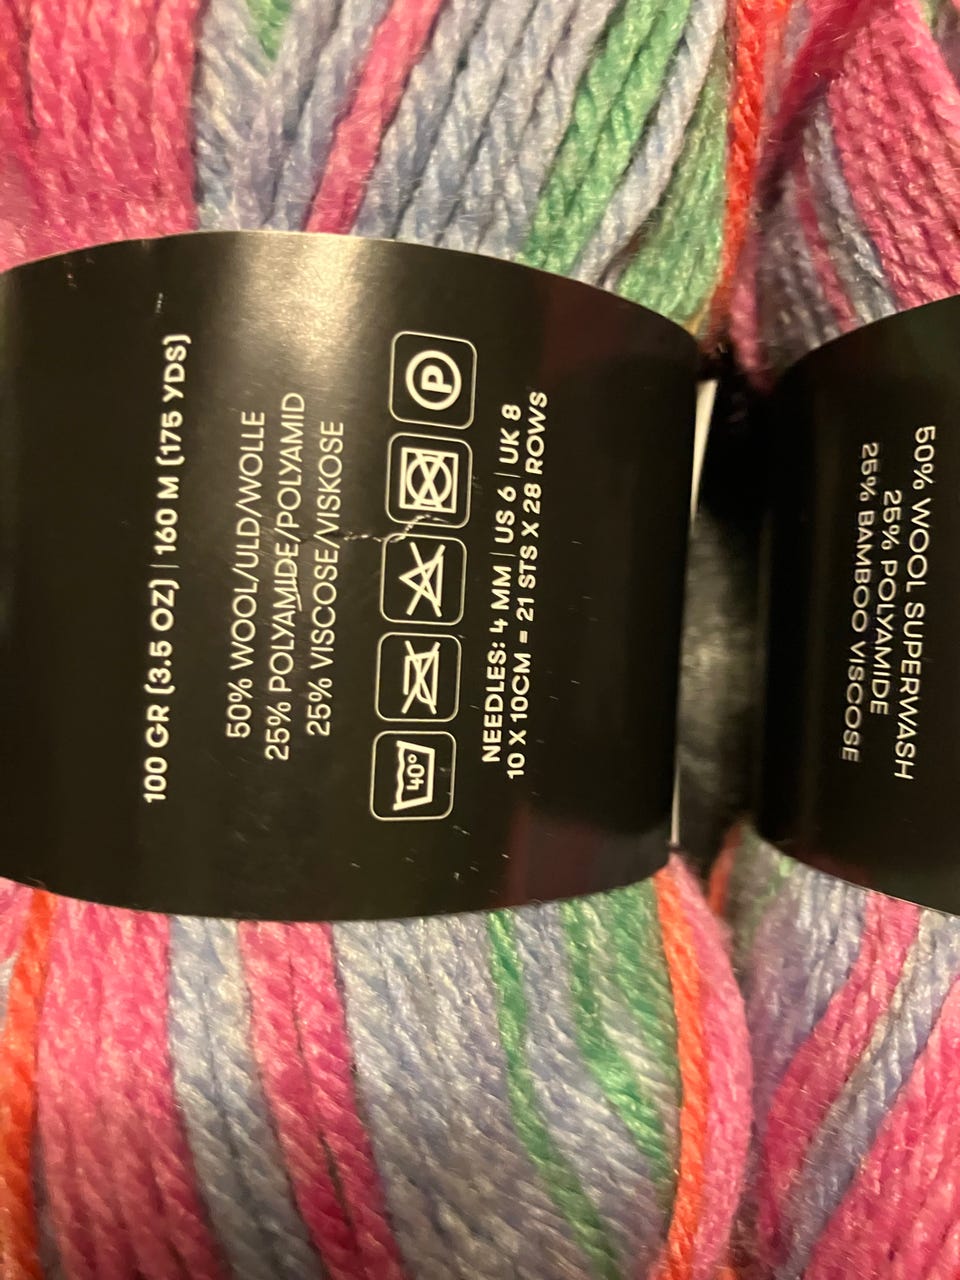 100 GR (3.5 OZ) | 160 M (175 YDS)
50% WOOL/ULD/WOLLE
25% POLYAMIDE/POLYAMID
25% VISCOSE/VISKOSE
40°
P
NEEDLES: 4 MM | US 6 | UK 8
10 X 10CM = 21 STS X 28 ROWS
50% WOOL SUPERWASH
25% POLYAMIDE
25% BAMBOO VISCOSE